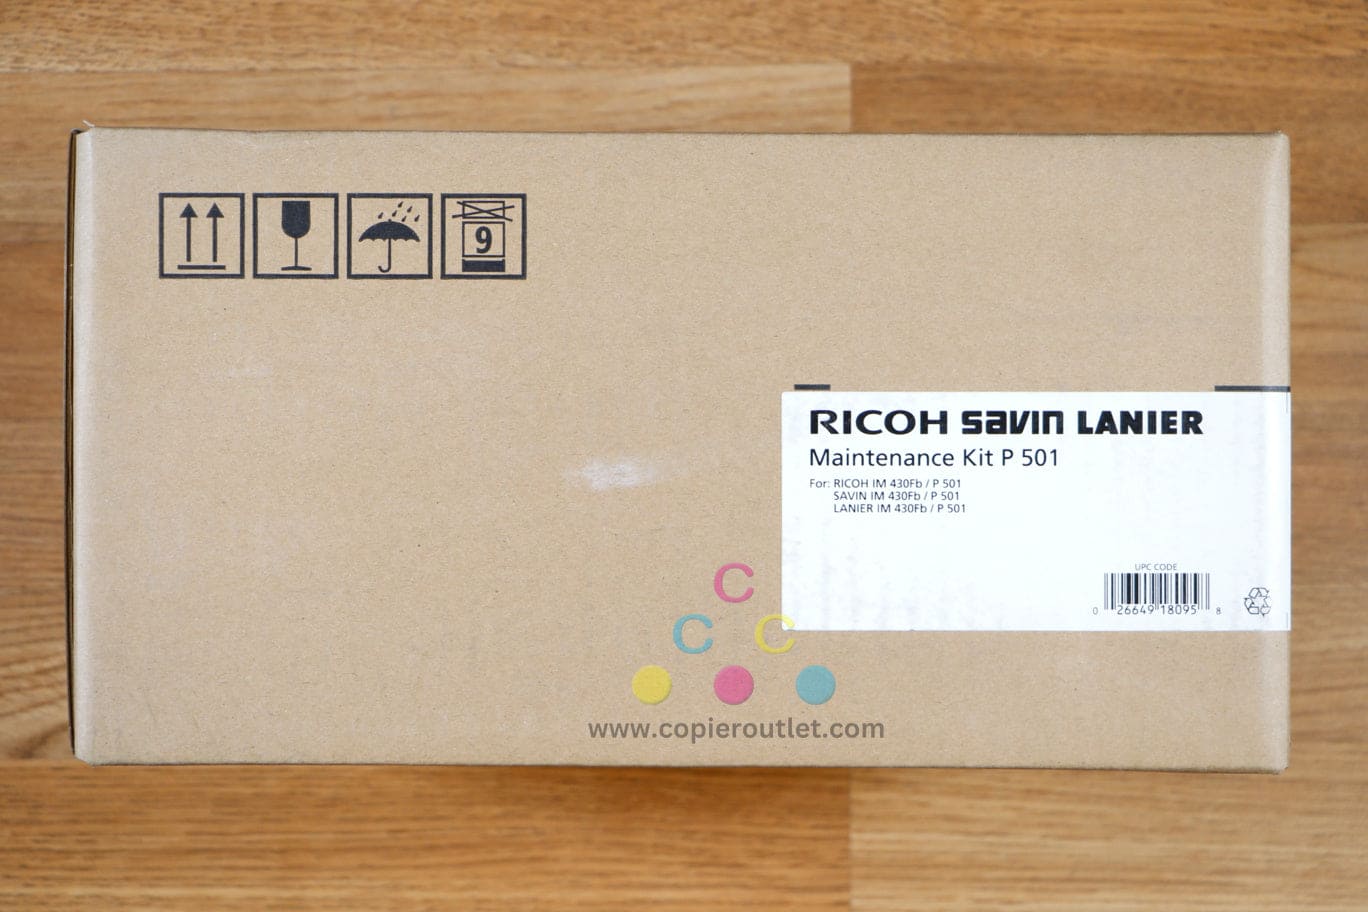 9
RICOH SAVIN LANIER
Maintenance Kit P 501
For: RICOH IM 430Fb / P 501
SAVIN IM 430Fb / P 501
LANIER IM 430Fb / P 501
UPC CODE
0 26649 18095 8
C
C C
www.copieroutlet.com